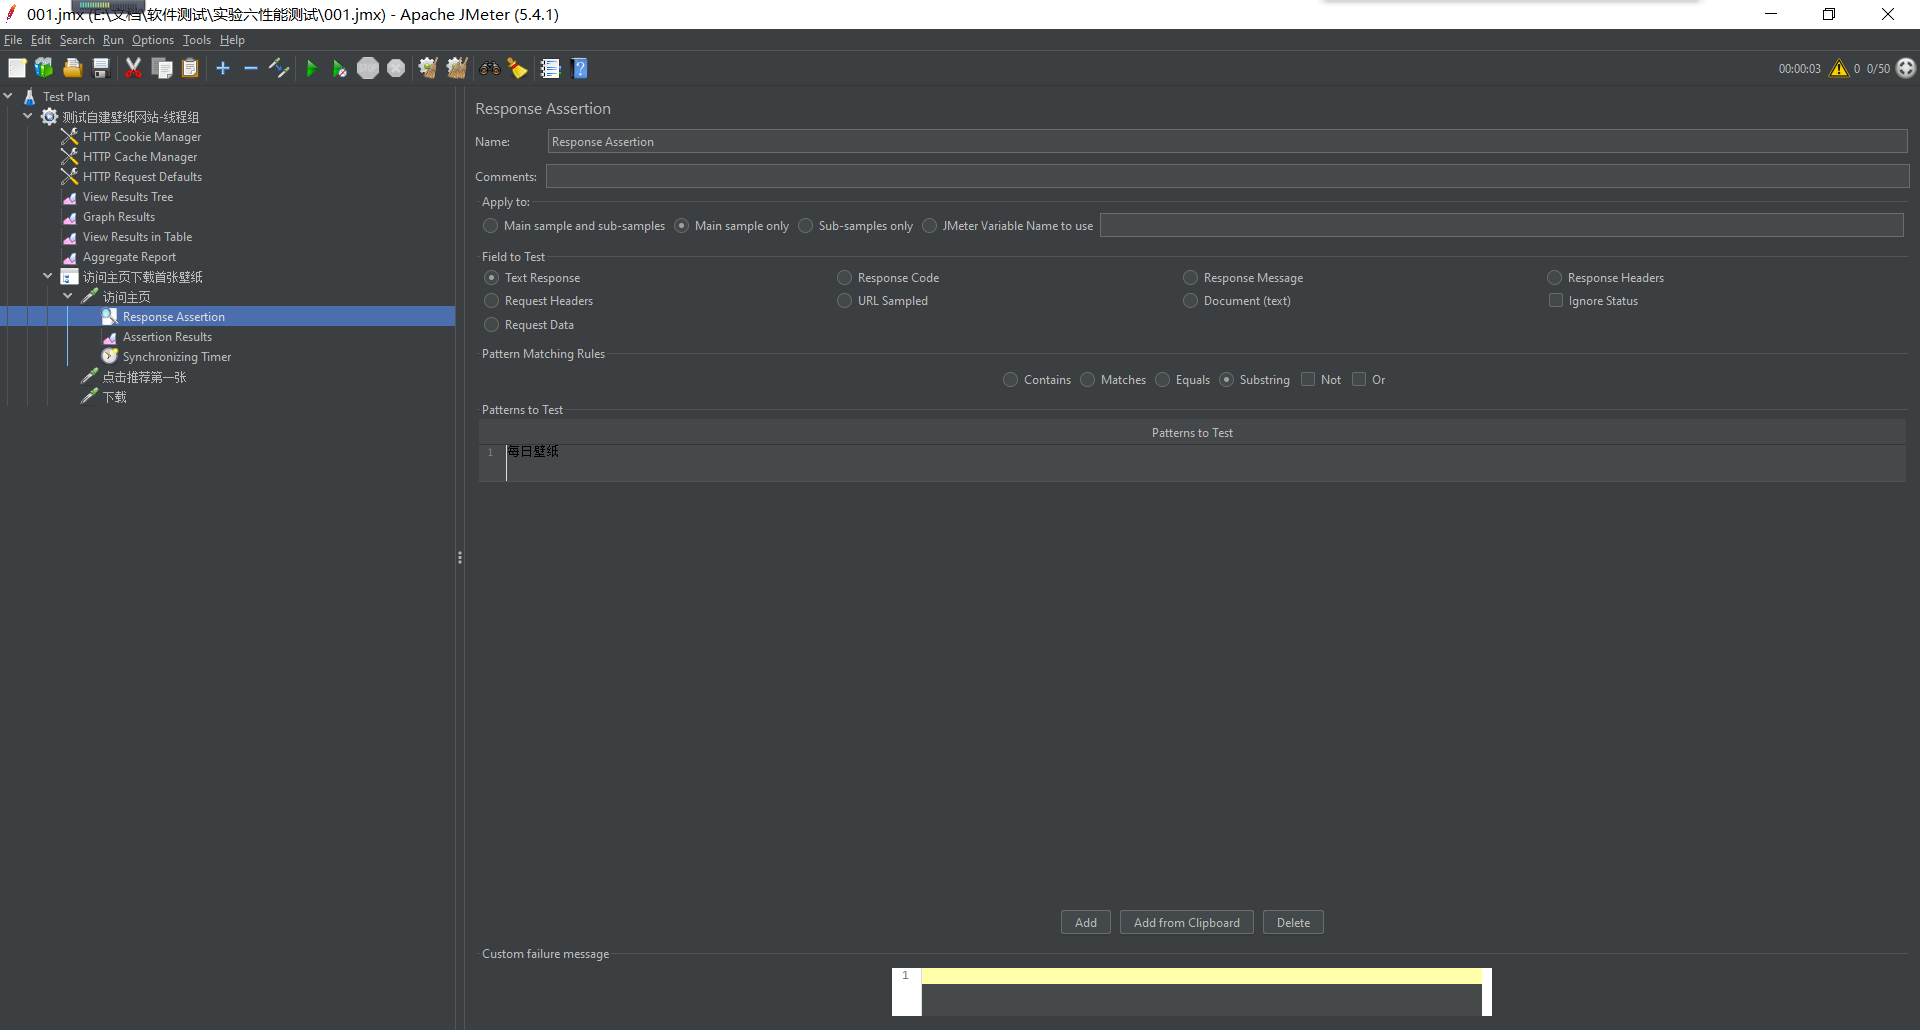 001.jmx (E:\文档\软件测试\实验六性能测试\001.jmx) - Apache JMeter (5.4.1)
File Edit Search Run Options Tools Help
00:00:03 0 0/50
Test Plan
测试自建壁纸网站-线程组
HTTP Cookie Manager
HTTP Cache Manager
HTTP Request Defaults
View Results Tree
Graph Results
View Results in Table
Aggregate Report
访问主页下载首张壁纸
访问主页
Response Assertion
Assertion Results
Synchronizing Timer
点击推荐第一张
下载
Response Assertion
Name: Response Assertion
Comments:
Apply to:
Main sample and sub-samples Main sample only Sub-samples only JMeter Variable Name to use
Field to Test
Text Response Response Code Response Message Response Headers
Request Headers URL Sampled Document (text) Ignore Status
Request Data
Pattern Matching Rules
Contains Matches Equals Substring Not Or
Patterns to Test
Patterns to Test
1 每日壁纸
Add Add from Clipboard Delete
Custom failure message
1